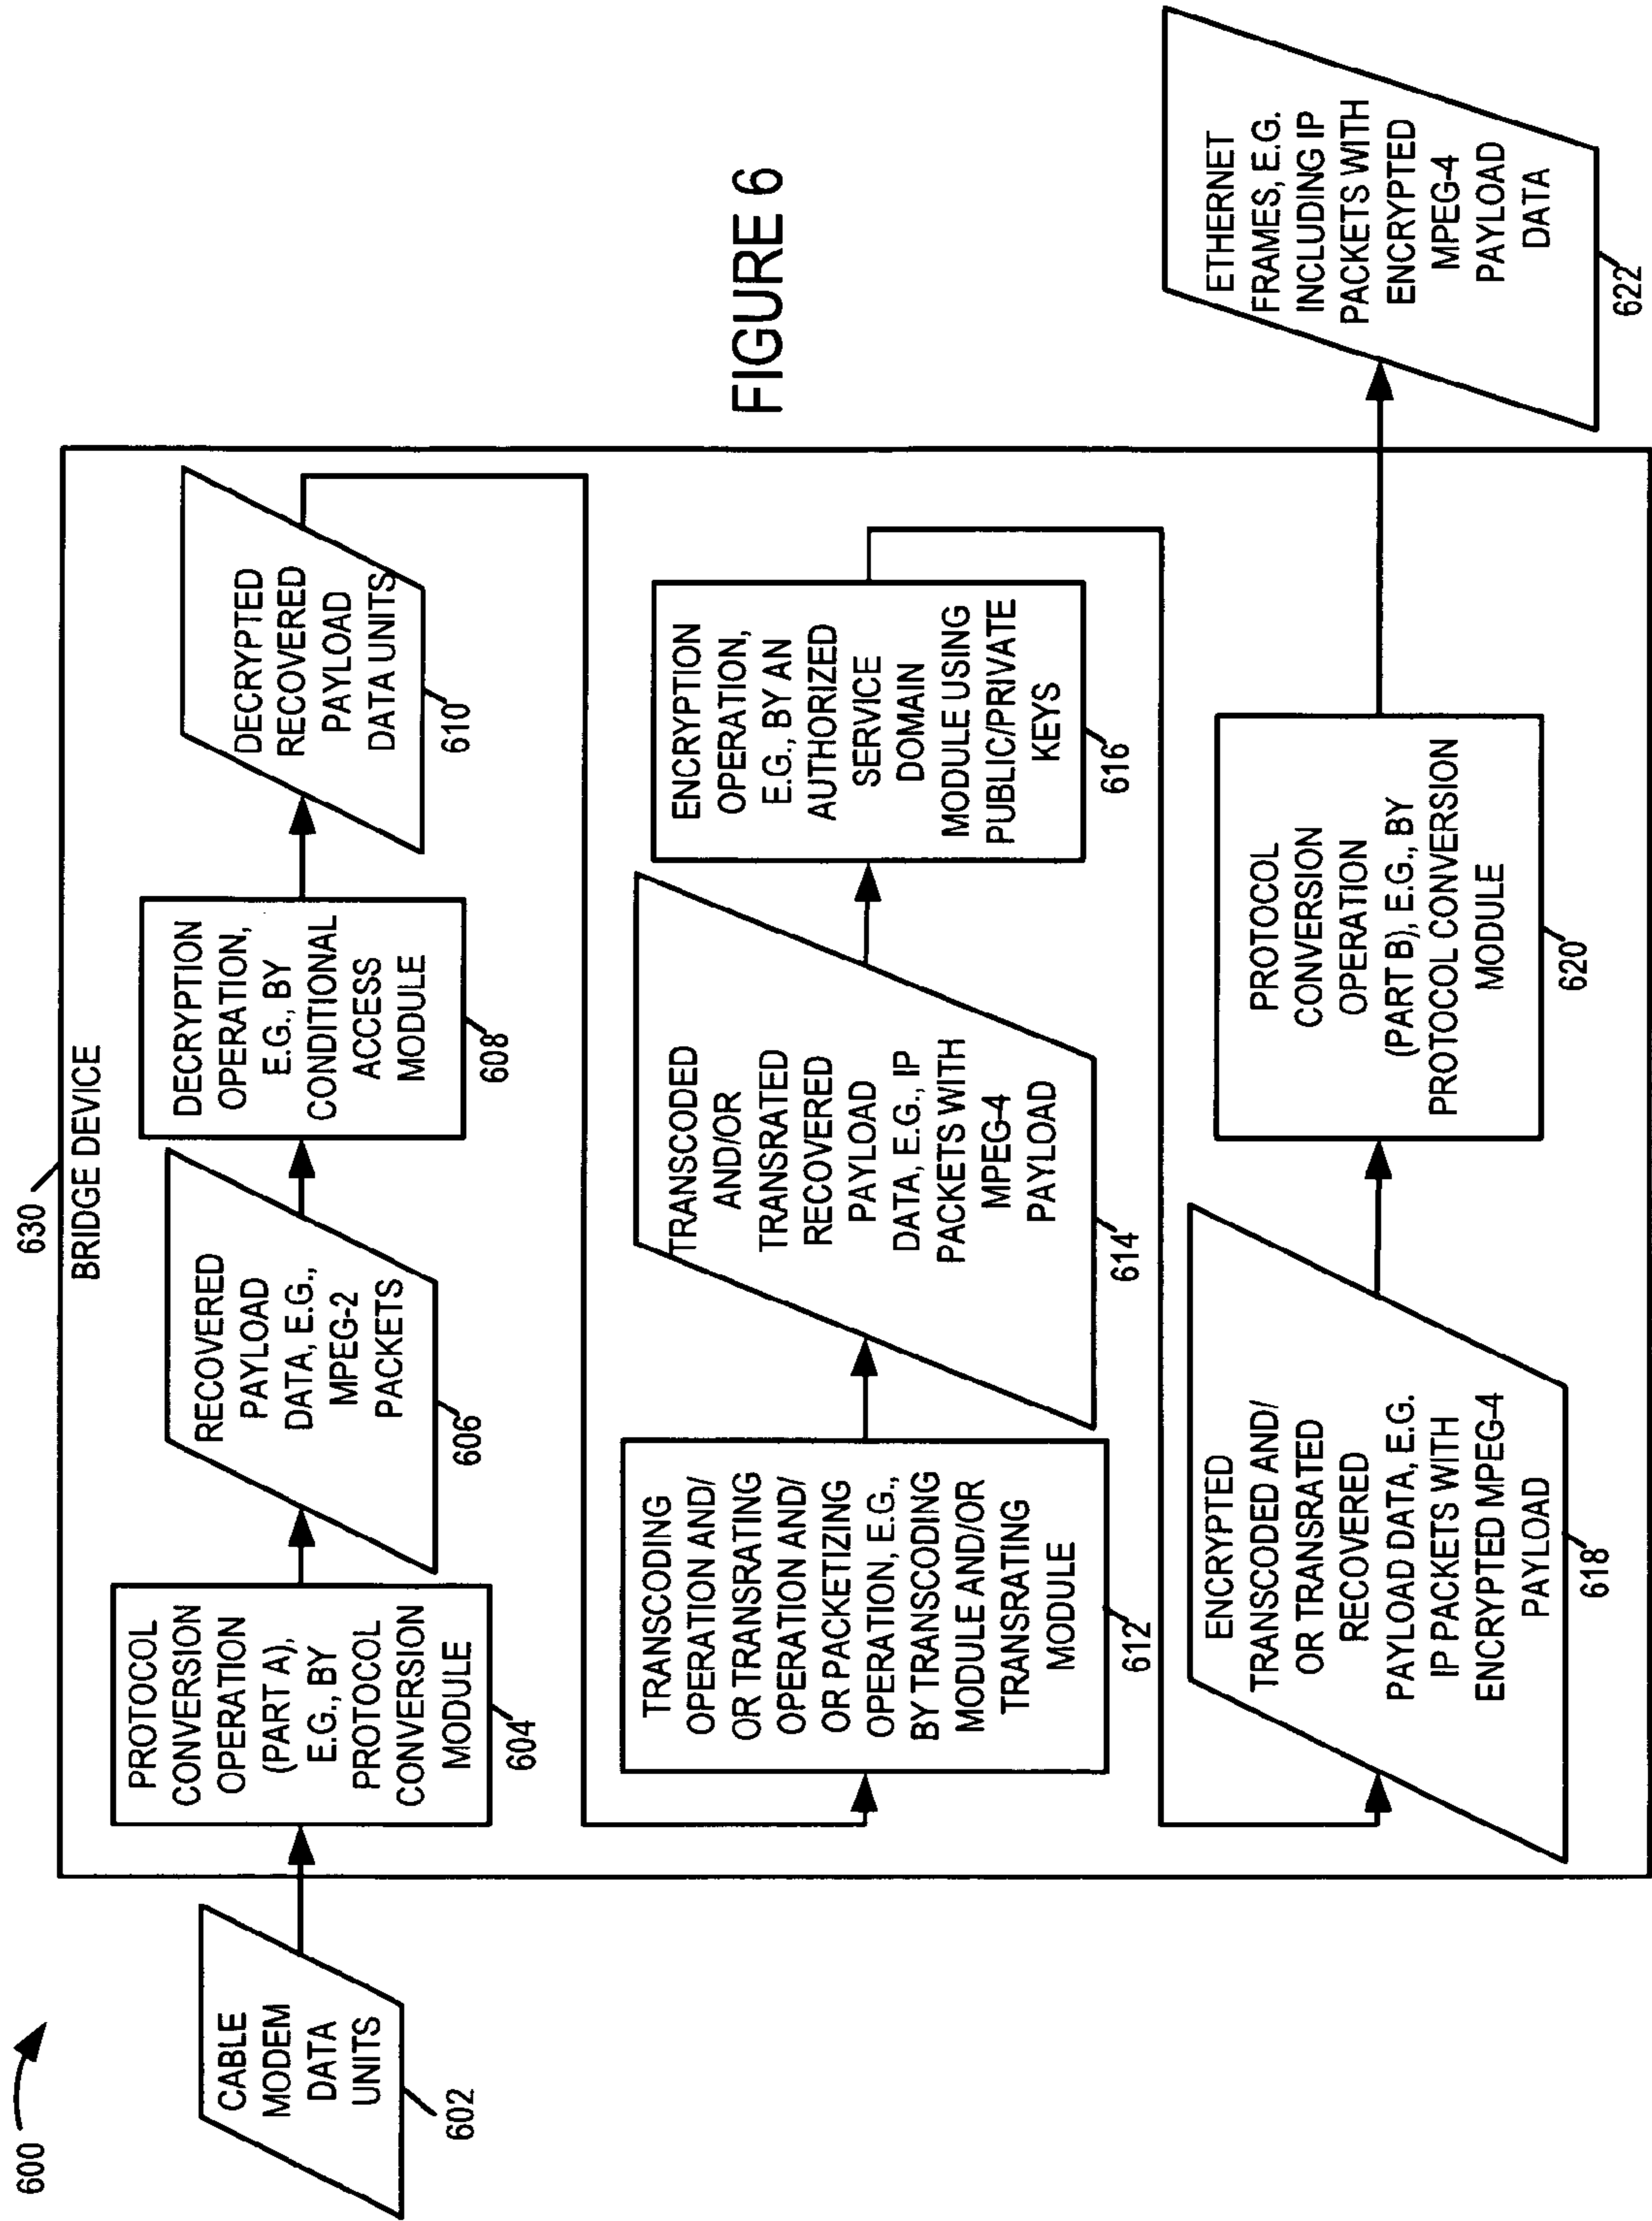 600
630
BRIDGE DEVICE
CABLE
MODEM
DATA
UNITS
602
PROTOCOL
CONVERSION
OPERATION
(PART A),
E.G., BY
PROTOCOL
CONVERSION
MODULE
604
RECOVERED
PAYLOAD
DATA, E.G.,
MPEG-2
PACKETS
606
DECRYPTION
OPERATION,
E.G., BY
CONDITIONAL
ACCESS
MODULE
608
DECRYPTED
RECOVERED
PAYLOAD
DATA UNITS
610
TRANSCODING
OPERATION AND/
OR TRANSRATING
OPERATION AND/
OR PACKETIZING
OPERATION, E.G.,
BY TRANSCODING
MODULE AND/OR
TRANSRATING
MODULE
612
TRANSCODED
AND/OR
TRANSRATED
RECOVERED
PAYLOAD
DATA, E.G., IP
PACKETS WITH
MPEG-4
PAYLOAD
614
ENCRYPTION
OPERATION,
E.G., BY AN
AUTHORIZED
SERVICE
DOMAIN
MODULE USING
PUBLIC/PRIVATE
KEYS
616
ENCRYPTED
TRANSCODED AND/
OR TRANSRATED
RECOVERED
PAYLOAD DATA, E.G.
IP PACKETS WITH
ENCRYPTED MPEG-4
PAYLOAD
618
PROTOCOL
CONVERSION
OPERATION
(PART B), E.G., BY
PROTOCOL CONVERSION
MODULE
620
ETHERNET
FRAMES, E.G.
INCLUDING IP
PACKETS WITH
ENCRYPTED
MPEG-4
PAYLOAD
DATA
622
FIGURE 6